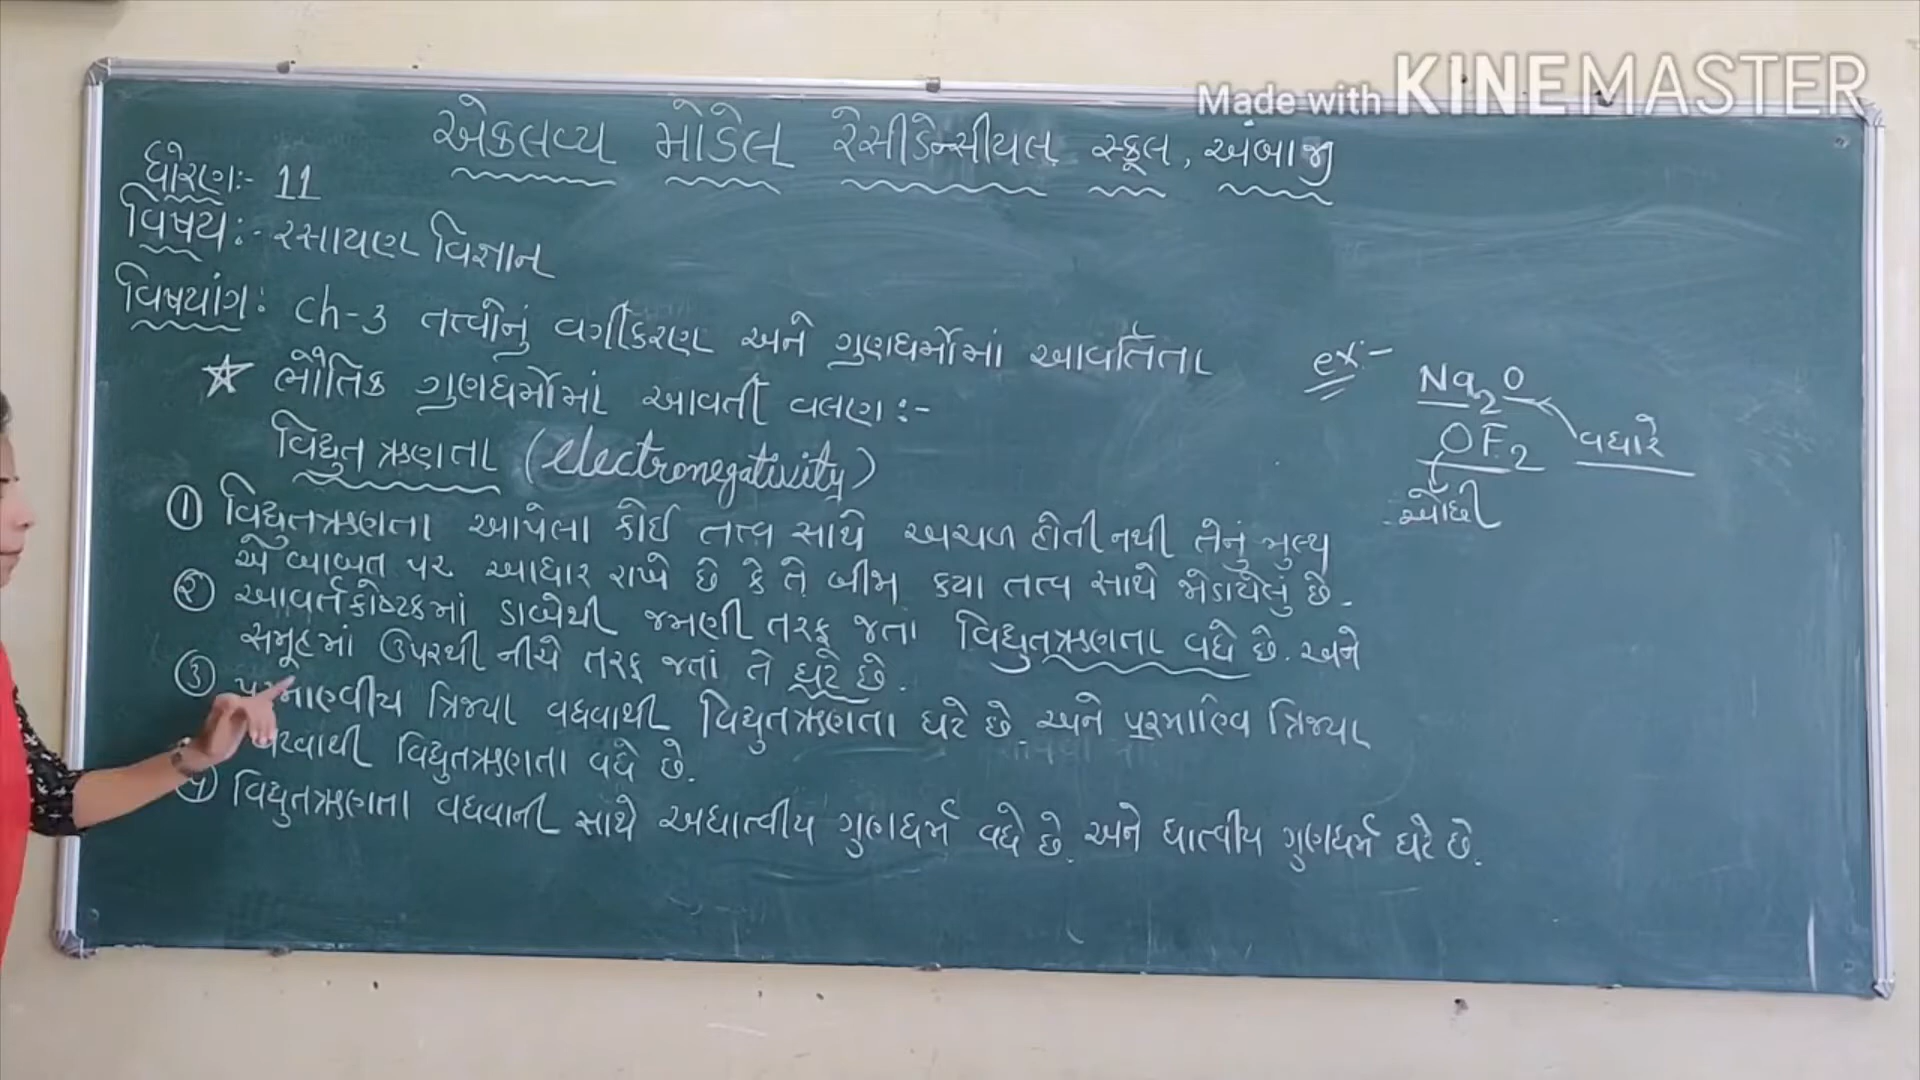 Made with KINEMASTER
એકલવ્ય મોડેલ રેસીડેન્સીયલ સ્કૂલ, અંબાજી
ધોરણ:- 11
વિષય:- રસાયણ વિજ્ઞાન
વિષયાંગ: ch-3 તત્વોનું વર્ગીકરણ અને ગુણધર્મોમાં આવર્તિતા
☆ ભૌતિક ગુણધર્મોમાં આવતી વલણ:-
વિદ્યુત ઋણતા (electronegativity)
① વિદ્યુતઋણતા આપેલા કોઈ તત્વ સાથે અચળ હોતી નથી તેનું મુલ્ય
એ બાબત પર આધાર રાખે છે કે તે બીજા કયા તત્વ સાથે જોડાયેલું છે.
② આવર્તકોષ્ટકમાં ડાબેથી જમણી તરફ જતા વિદ્યુતઋણતા વધે છે. અને
સમૂહમાં ઉપરથી નીચે તરફ જતાં તે ઘટે છે.
③ પરમાણ્વીય ત્રિજ્યા વધવાથી વિદ્યુતઋણતા ઘટે છે. અને પરમાણ્વિ ત્રિજ્યા
ઘટવાથી વિદ્યુતઋણતા વધે છે.
④ વિદ્યુતઋણતા વધવાની સાથે અધાત્વીય ગુણધર્મ વધે છે. અને ધાત્વીય ગુણધર્મ ઘટે છે.
ex:- Na₂O
OF₂ વધારે
ઓછી